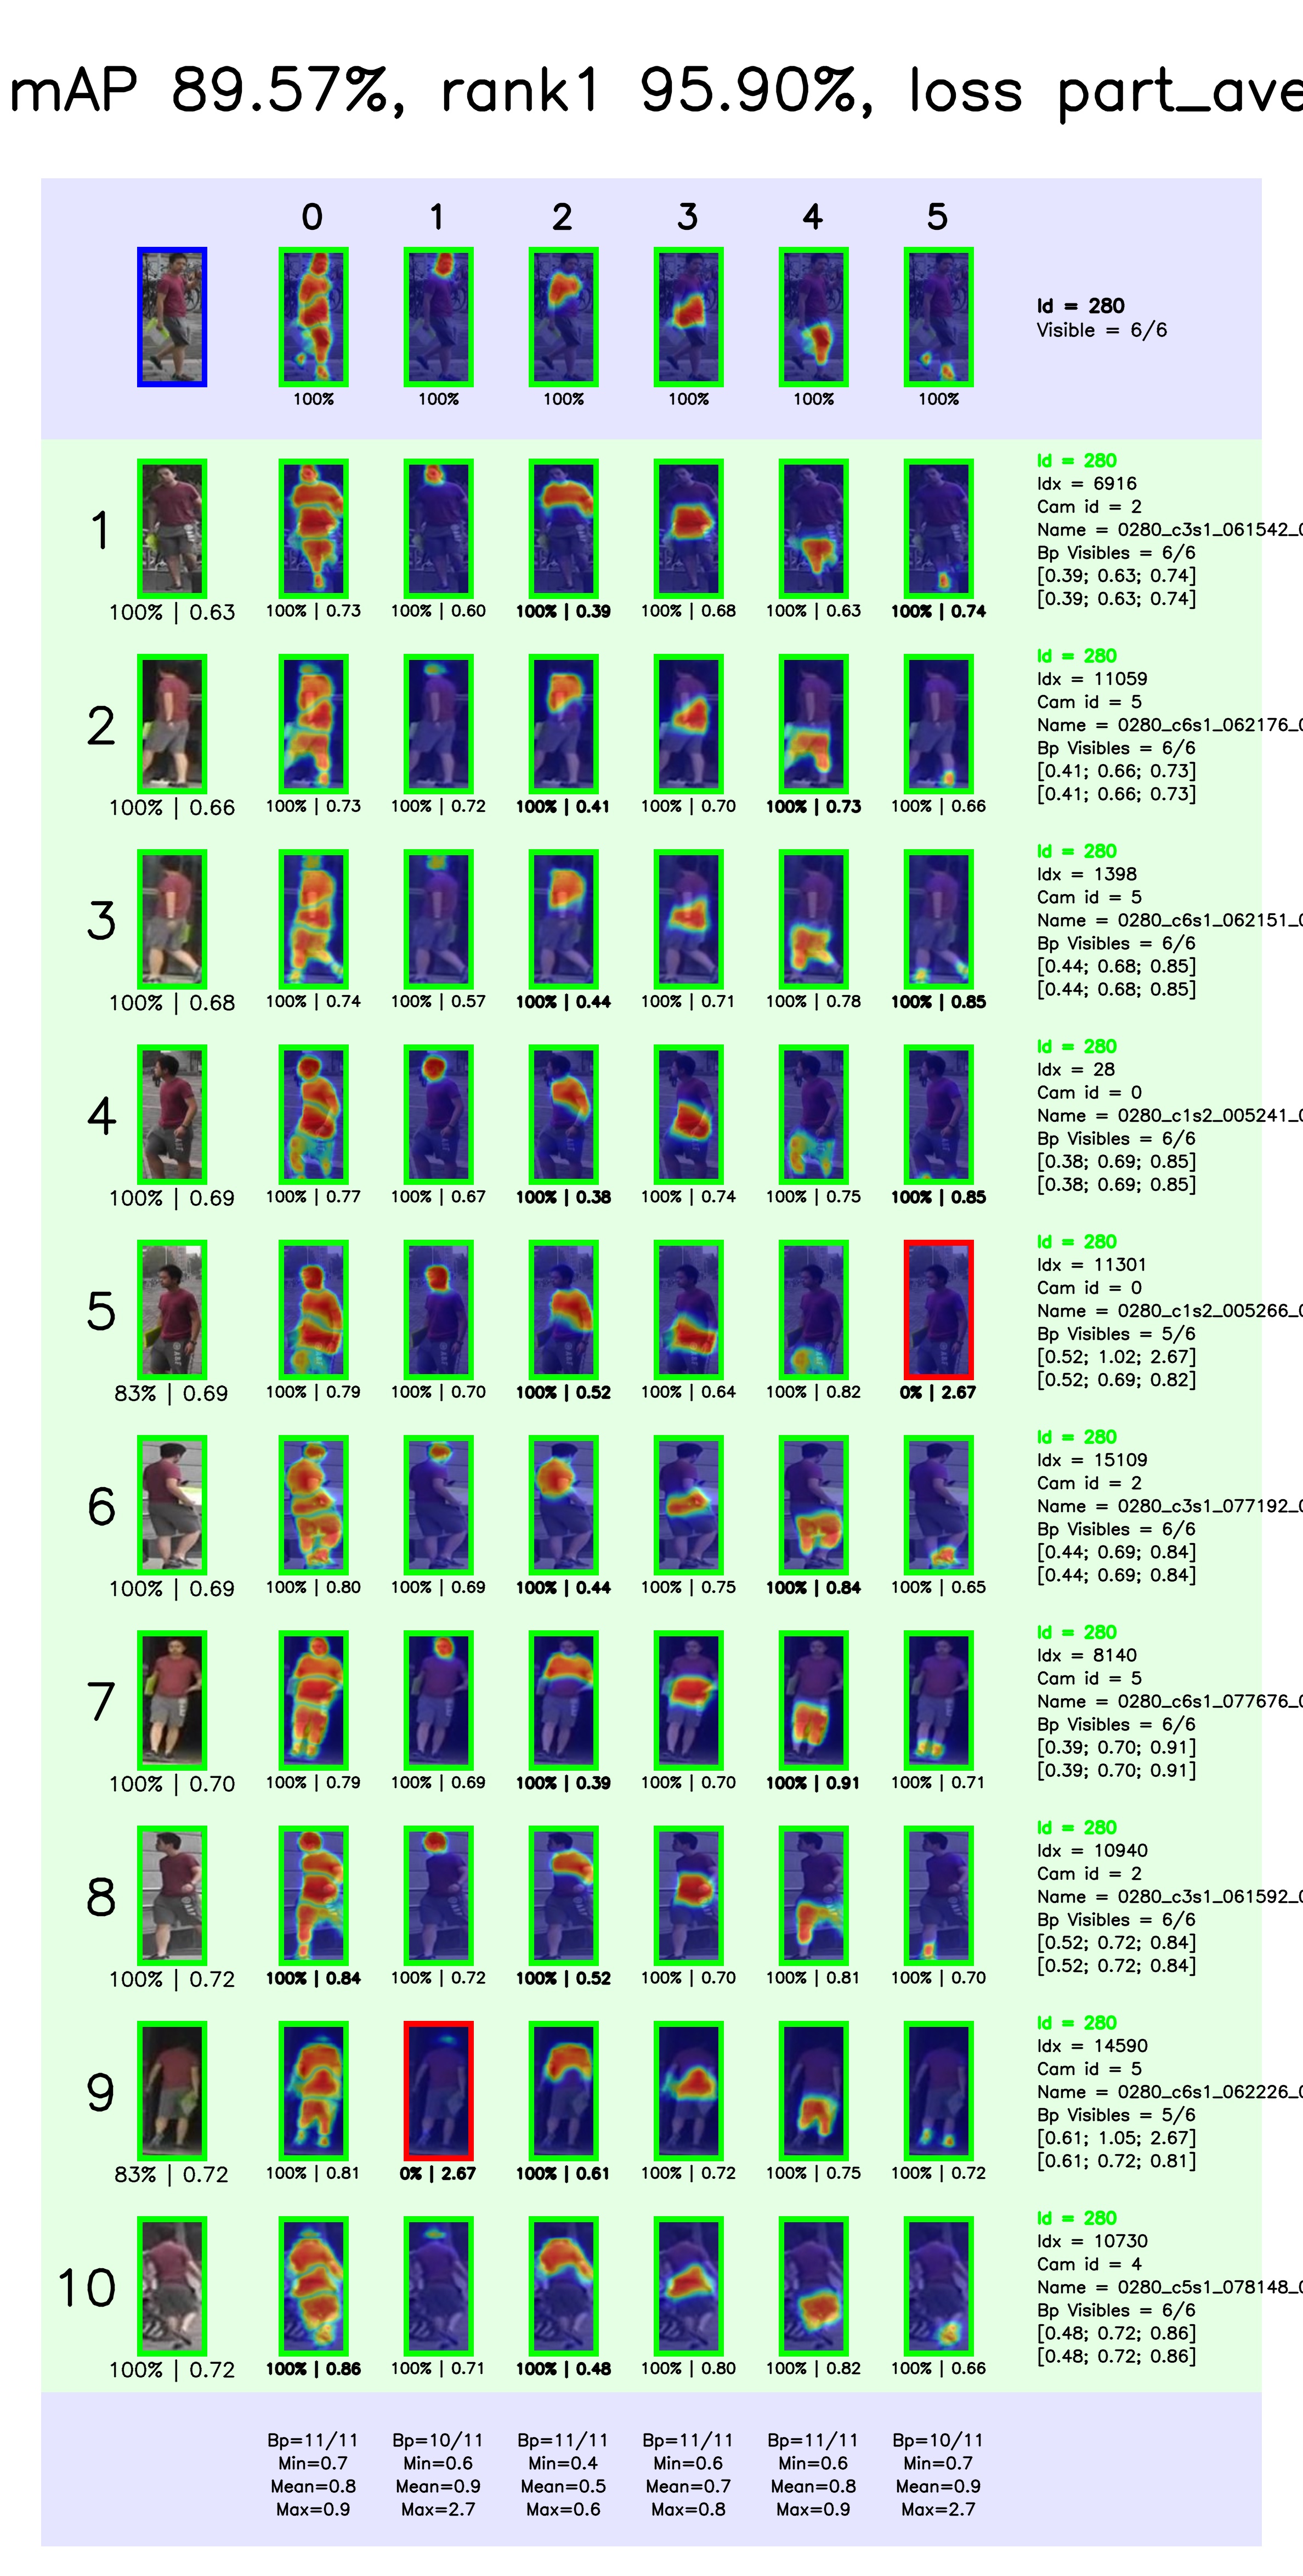 mAP 89.57%, rank1 95.90%, loss part_ave
0 1 2 3 4 5
Id = 280
Visible = 6/6
100% 100% 100% 100% 100% 100%
1
Id = 280
Idx = 6916
Cam id = 2
Name = 0280_c3s1_061542_0
Bp Visibles = 6/6
[0.39; 0.63; 0.74]
[0.39; 0.63; 0.74]
100% | 0.63 100% | 0.73 100% | 0.60 100% | 0.39 100% | 0.68 100% | 0.63 100% | 0.74
2
Id = 280
Idx = 11059
Cam id = 5
Name = 0280_c6s1_062176_0
Bp Visibles = 6/6
[0.41; 0.66; 0.73]
[0.41; 0.66; 0.73]
100% | 0.66 100% | 0.73 100% | 0.72 100% | 0.41 100% | 0.70 100% | 0.73 100% | 0.66
3
Id = 280
Idx = 1398
Cam id = 5
Name = 0280_c6s1_062151_0
Bp Visibles = 6/6
[0.44; 0.68; 0.85]
[0.44; 0.68; 0.85]
100% | 0.68 100% | 0.74 100% | 0.57 100% | 0.44 100% | 0.71 100% | 0.78 100% | 0.85
4
Id = 280
Idx = 28
Cam id = 0
Name = 0280_c1s2_005241_0
Bp Visibles = 6/6
[0.38; 0.69; 0.85]
[0.38; 0.69; 0.85]
100% | 0.69 100% | 0.77 100% | 0.67 100% | 0.38 100% | 0.74 100% | 0.75 100% | 0.85
5
Id = 280
Idx = 11301
Cam id = 0
Name = 0280_c1s2_005266_0
Bp Visibles = 5/6
[0.52; 1.02; 2.67]
[0.52; 0.69; 0.82]
83% | 0.69 100% | 0.79 100% | 0.70 100% | 0.52 100% | 0.64 100% | 0.82 0% | 2.67
6
Id = 280
Idx = 15109
Cam id = 2
Name = 0280_c3s1_077192_0
Bp Visibles = 6/6
[0.44; 0.69; 0.84]
[0.44; 0.69; 0.84]
100% | 0.69 100% | 0.80 100% | 0.69 100% | 0.44 100% | 0.75 100% | 0.84 100% | 0.65
7
Id = 280
Idx = 8140
Cam id = 5
Name = 0280_c6s1_077676_0
Bp Visibles = 6/6
[0.39; 0.70; 0.91]
[0.39; 0.70; 0.91]
100% | 0.70 100% | 0.79 100% | 0.69 100% | 0.39 100% | 0.70 100% | 0.91 100% | 0.71
8
Id = 280
Idx = 10940
Cam id = 2
Name = 0280_c3s1_061592_0
Bp Visibles = 6/6
[0.52; 0.72; 0.84]
[0.52; 0.72; 0.84]
100% | 0.72 100% | 0.84 100% | 0.72 100% | 0.52 100% | 0.70 100% | 0.81 100% | 0.70
9
Id = 280
Idx = 14590
Cam id = 5
Name = 0280_c6s1_062226_0
Bp Visibles = 5/6
[0.61; 1.05; 2.67]
[0.61; 0.72; 0.81]
83% | 0.72 100% | 0.81 0% | 2.67 100% | 0.61 100% | 0.72 100% | 0.75 100% | 0.72
10
Id = 280
Idx = 10730
Cam id = 4
Name = 0280_c5s1_078148_0
Bp Visibles = 6/6
[0.48; 0.72; 0.86]
[0.48; 0.72; 0.86]
100% | 0.72 100% | 0.86 100% | 0.71 100% | 0.48 100% | 0.80 100% | 0.82 100% | 0.66
Bp=11/11 Bp=10/11 Bp=11/11 Bp=11/11 Bp=11/11 Bp=10/11
Min=0.7 Min=0.6 Min=0.4 Min=0.6 Min=0.6 Min=0.7
Mean=0.8 Mean=0.9 Mean=0.5 Mean=0.7 Mean=0.8 Mean=0.9
Max=0.9 Max=2.7 Max=0.6 Max=0.8 Max=0.9 Max=2.7